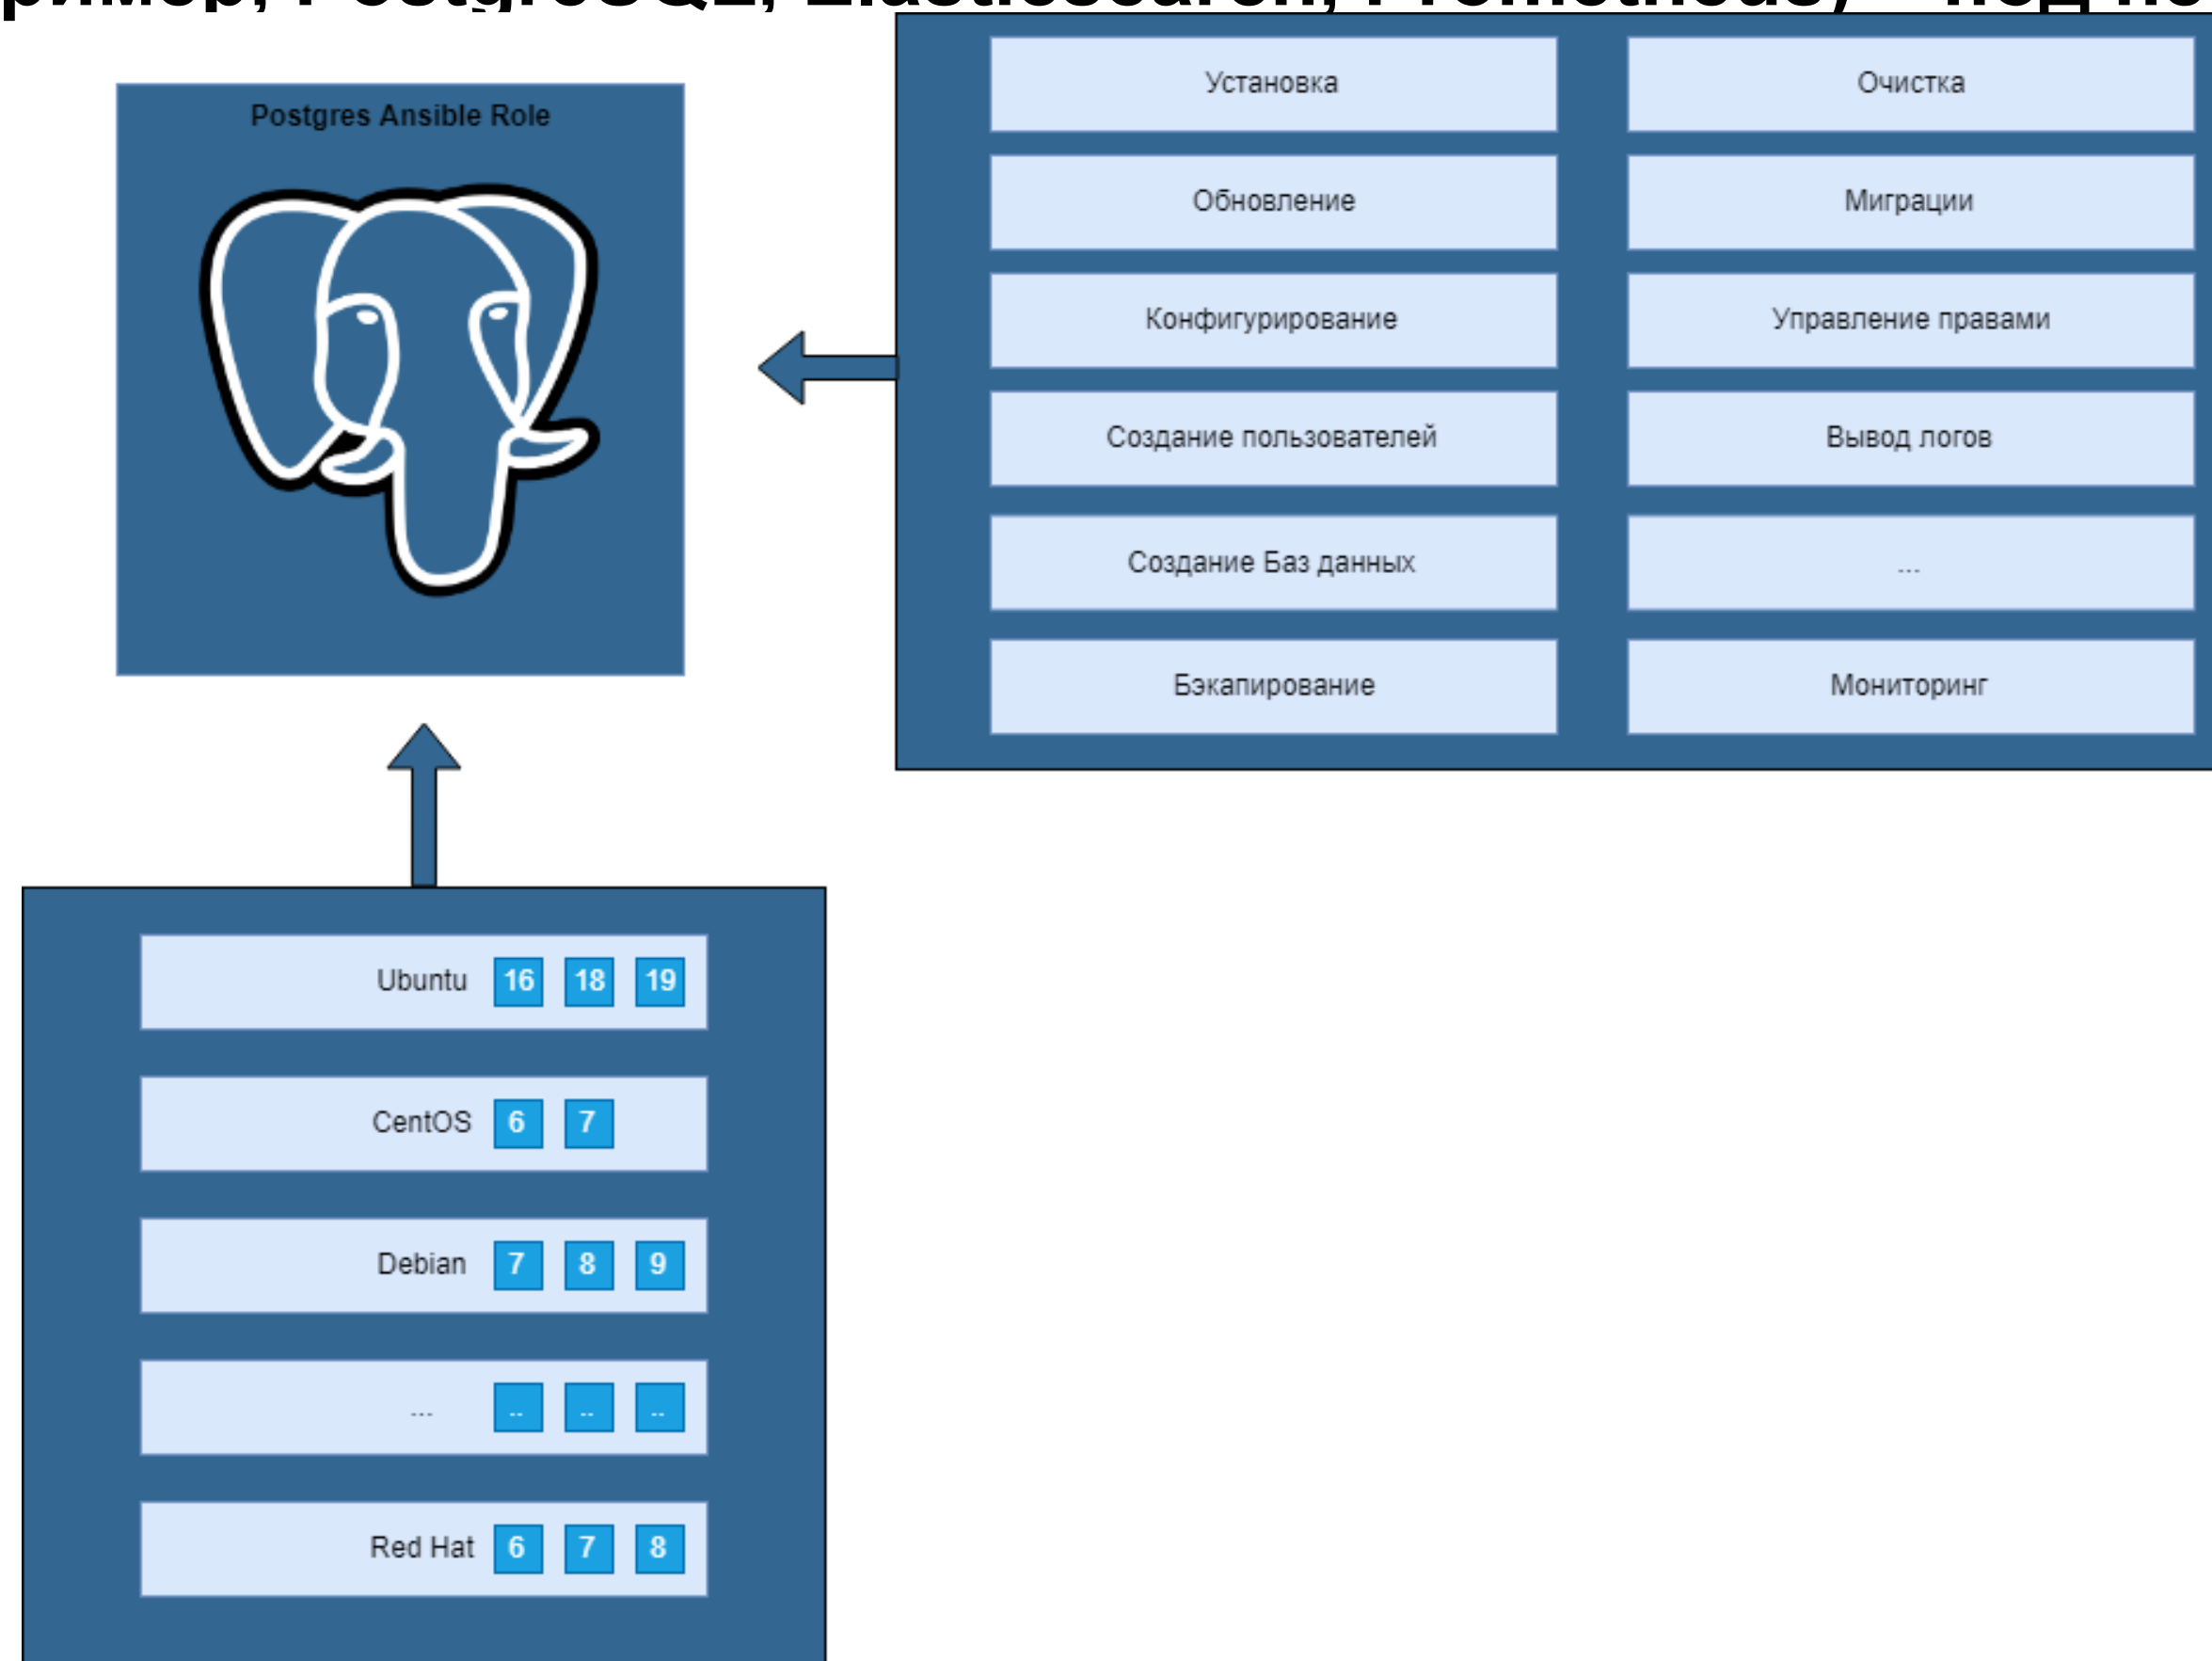 Postgres Ansible Role
Установка
Очистка
Обновление
Миграции
Конфигурирование
Управление правами
Создание пользователей
Вывод логов
Создание Баз данных
...
Бэкапирование
Мониторинг
Ubuntu 16 18 19
CentOS 6 7
Debian 7 8 9
... .. .. ..
Red Hat 6 7 8